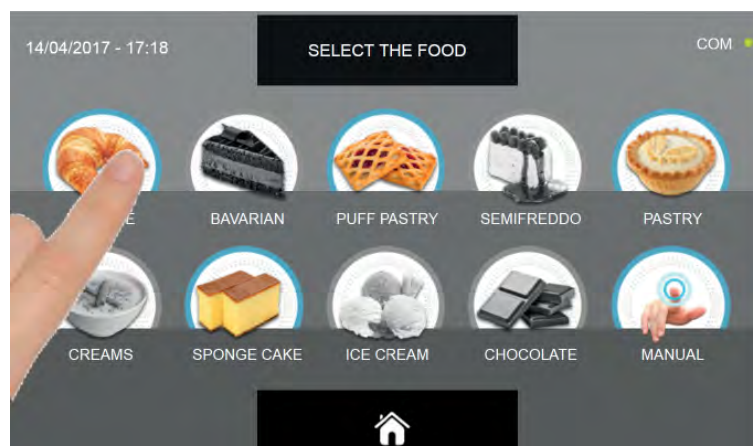 14/04/2017 - 17:18
SELECT THE FOOD
COM
BAVARIAN
PUFF PASTRY
SEMIFREDDO
PASTRY
CREAMS
SPONGE CAKE
ICE CREAM
CHOCOLATE
MANUAL